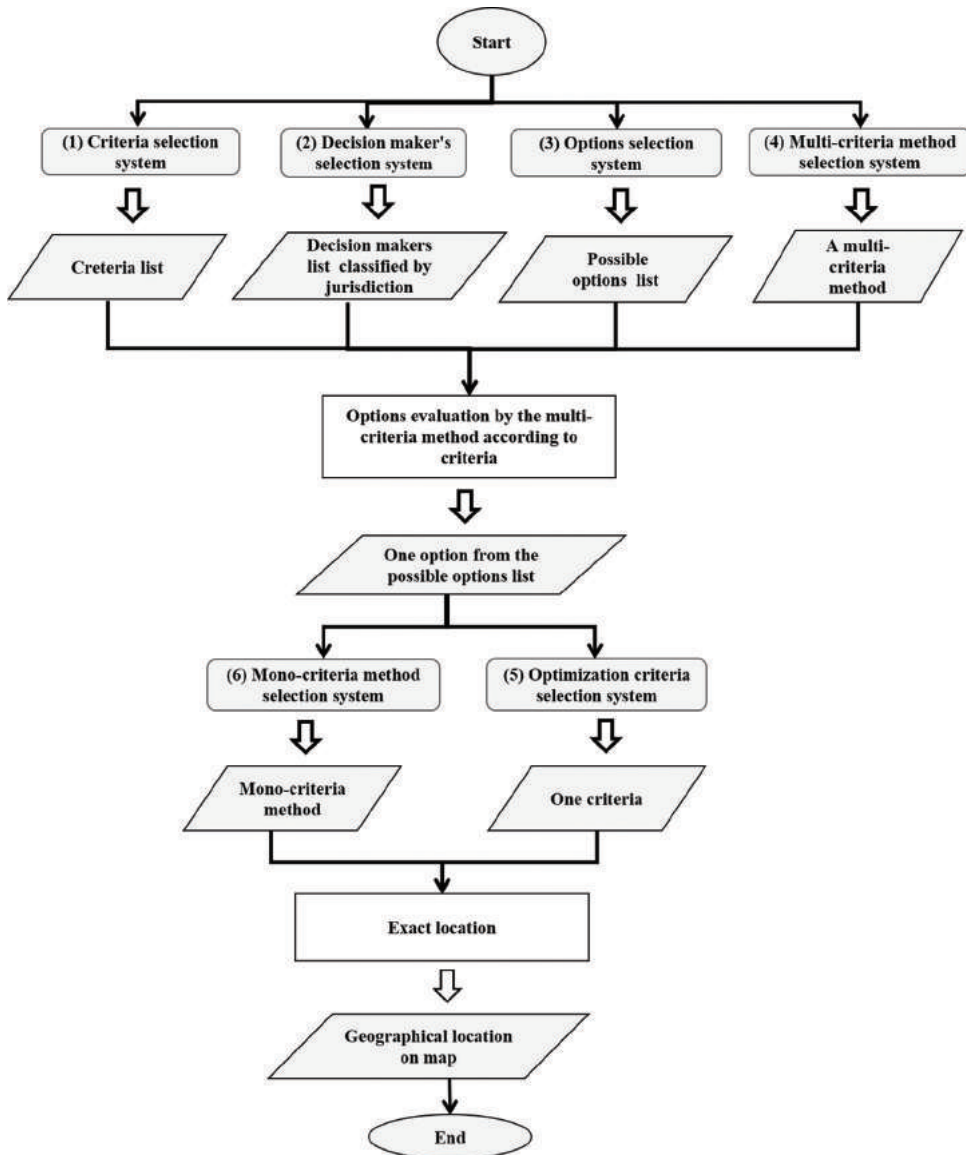 Start
(1) Criteria selection
system
(2) Decision maker's
selection system
(3) Options selection
system
(4) Multi-criteria method
selection system
Creteria list
Decision makers
list classified by
jurisdiction
Possible
options list
A multi-
criteria
method
Options evaluation by the multi-
criteria method according to
criteria
One option from the
possible options list
(6) Mono-criteria method
selection system
(5) Optimization criteria
selection system
Mono-criteria
method
One criteria
Exact location
Geographical location
on map
End